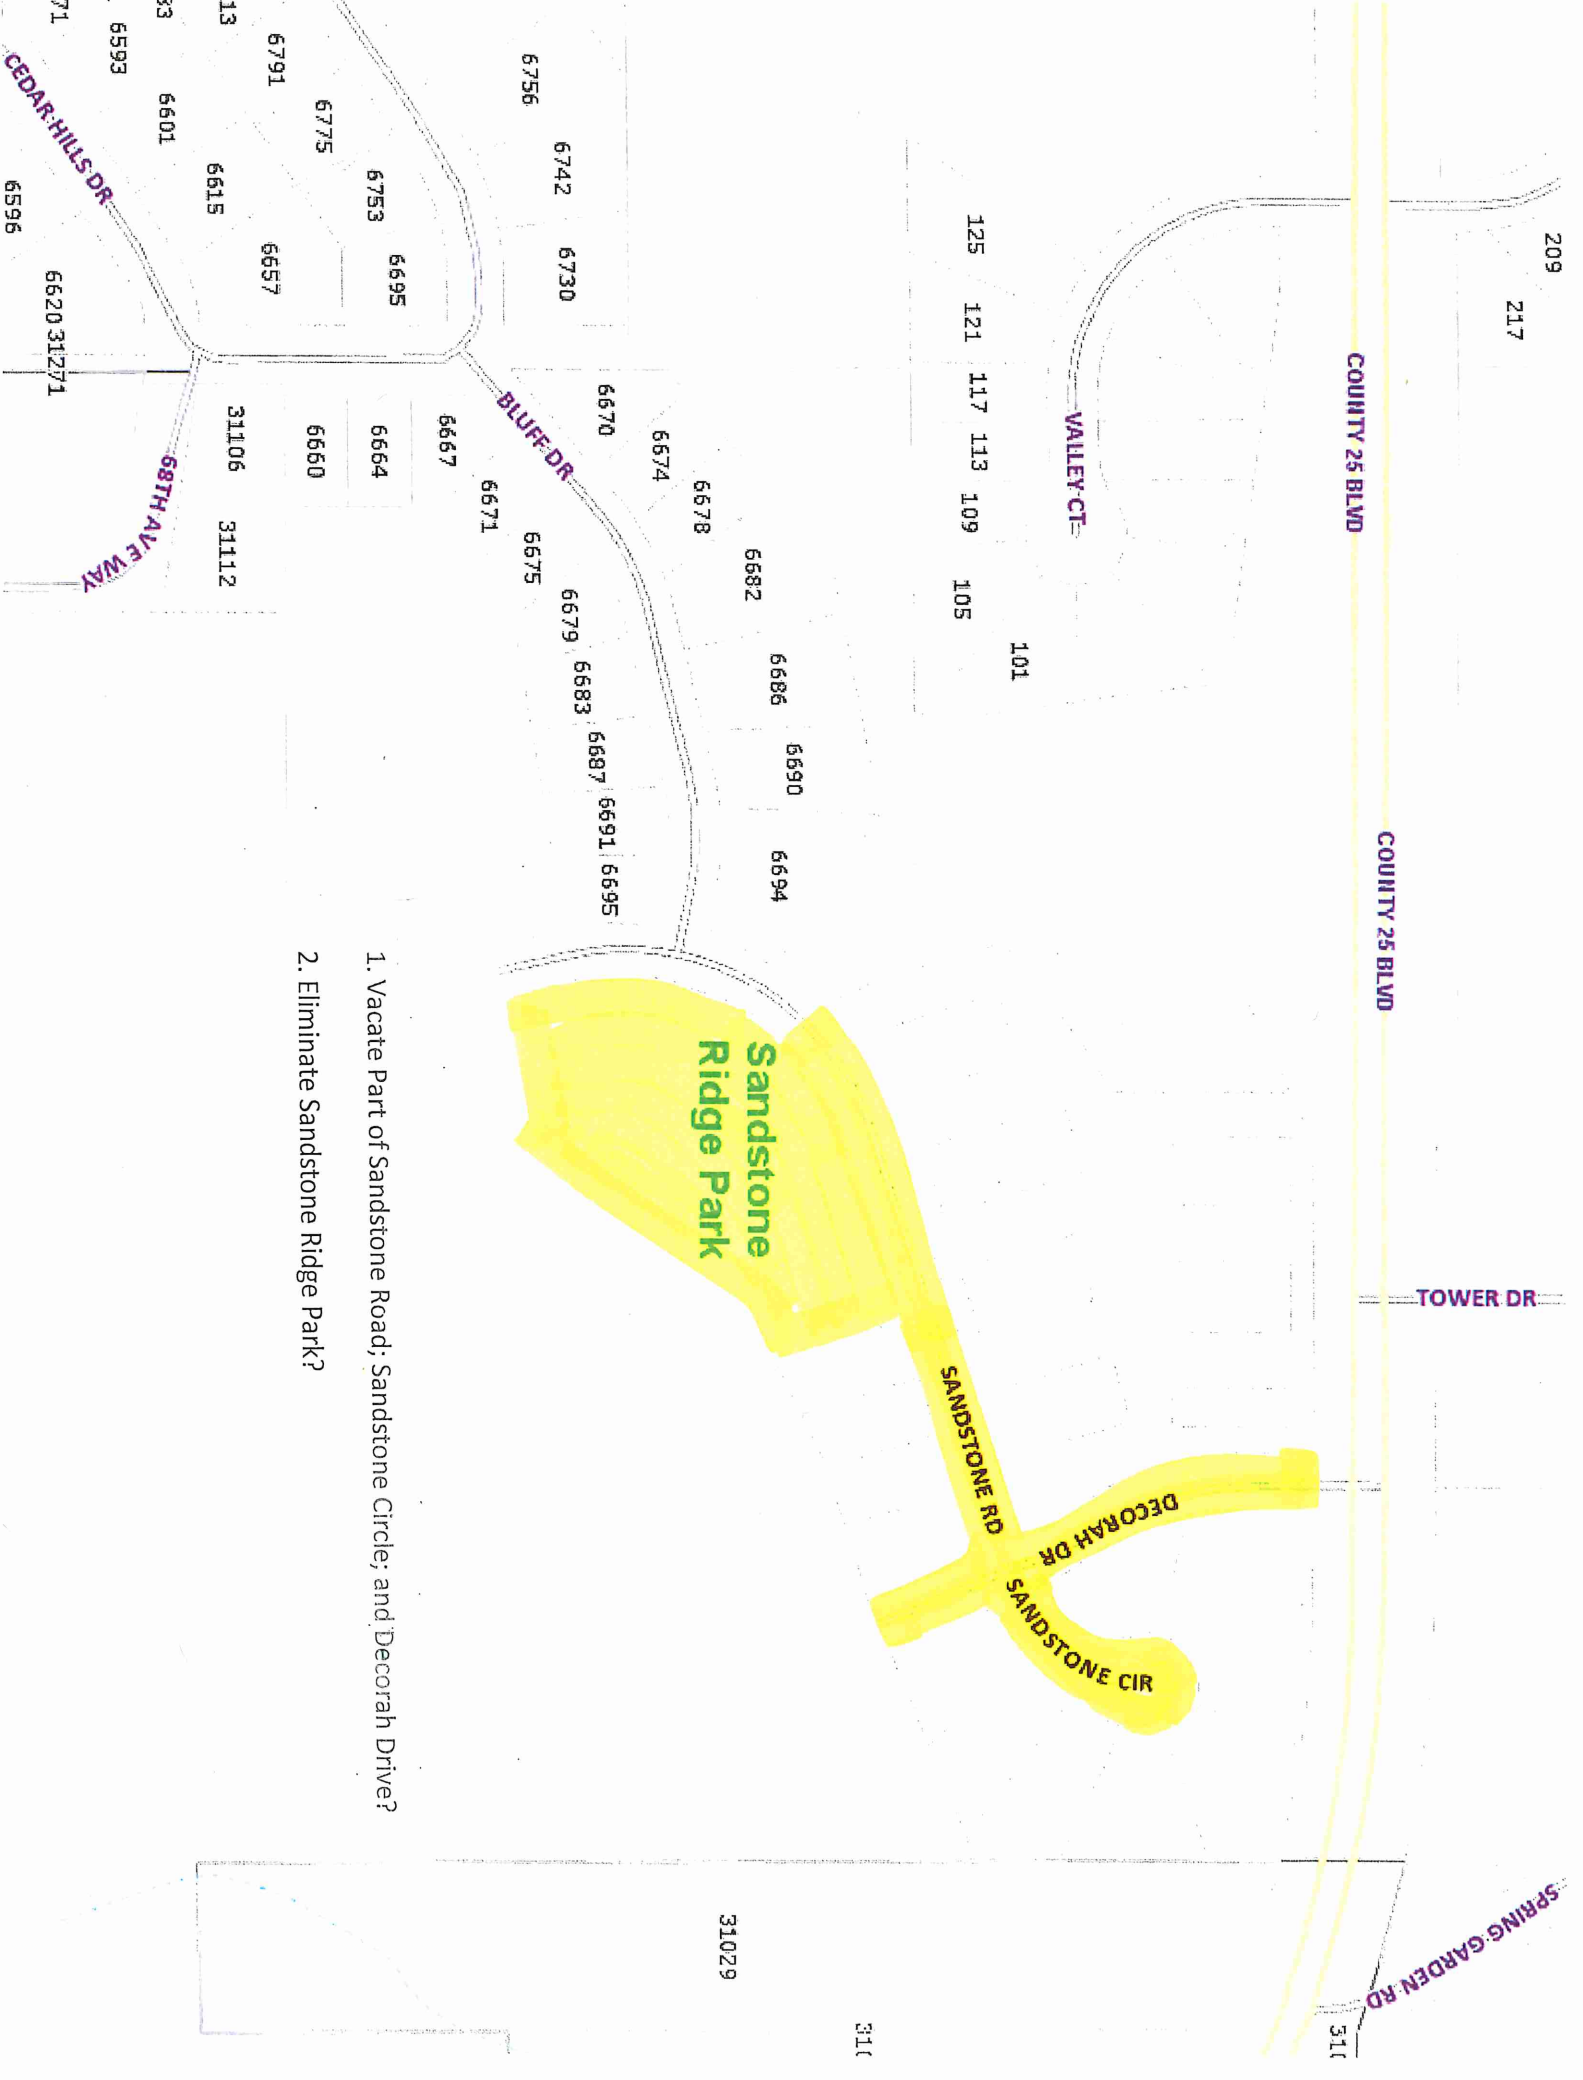 209
217
COUNTY 25 BLVD
COUNTY 25 BLVD
TOWER DR
SPRING GARDEN RD
VALLEY CT
125
121
117
113
109
105
101
DECORAH DR
SANDSTONE RD
SANDSTONE CIR
Sandstone
Ridge Park
6756
6742
6730
6670
6674
6678
6682
6686
6690
6694
BLUFF DR
6667
6671
6675
6679
6683
6687
6691
6695
6791
6775
6753
6695
6593
6601
6615
6657
6664
6660
31106
31112
CEDAR HILLS DR
68TH AVE WAY
6596
6620
31271
31029
1. Vacate Part of Sandstone Road; Sandstone Circle; and Decorah Drive?
2. Eliminate Sandstone Ridge Park?